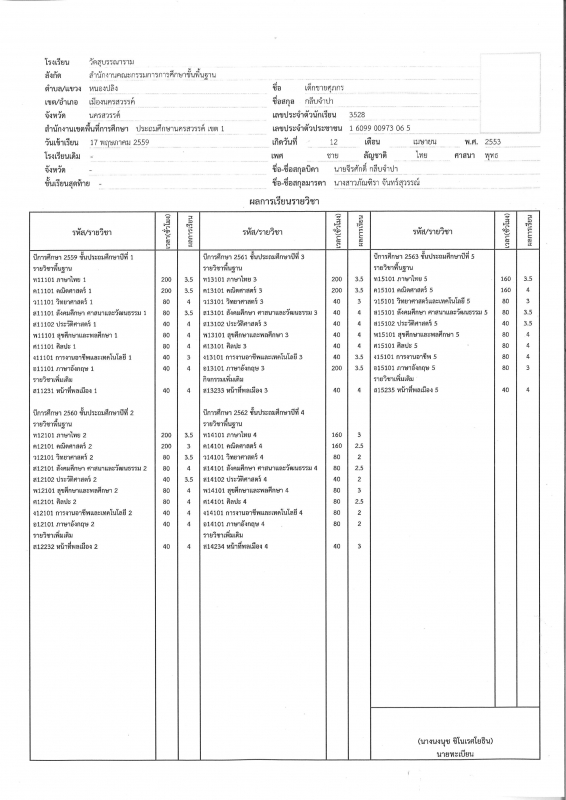 โรงเรียน วัดสุบรรณาราม
สังกัด สำนักงานคณะกรรมการการศึกษาขั้นพื้นฐาน
ตำบล/แขวง หนองปลิง ชื่อ เด็กชายศุภกร
เขต/อำเภอ เมืองนครสวรรค์ ชื่อสกุล กลีบจำปา
จังหวัด นครสวรรค์ เลขประจำตัวนักเรียน 3528
สำนักงานเขตพื้นที่การศึกษา ประถมศึกษานครสวรรค์ เขต 1 เลขประจำตัวประชาชน 1 6099 00973 06 5
วันเข้าเรียน 17 พฤษภาคม 2559 เกิดวันที่ 12 เดือน เมษายน พ.ศ. 2553
โรงเรียนเดิม - เพศ ชาย สัญชาติ ไทย ศาสนา พุทธ
จังหวัด - ชื่อ-ชื่อสกุลบิดา นายจีรศักดิ์ กลีบจำปา
ชั้นเรียนสุดท้าย - ชื่อ-ชื่อสกุลมารดา นางสาวภัณฑิรา จันทร์สุวรรณ์
ผลการเรียนรายวิชา
รหัส/รายวิชา เวลา(ชั่วโมง) ผลการเรียน
ปีการศึกษา 2559 ชั้นประถมศึกษาปีที่ 1
รายวิชาพื้นฐาน
ท11101 ภาษาไทย 1 200 3.5
ค11101 คณิตศาสตร์ 1 200 3.5
ว11101 วิทยาศาสตร์ 1 80 4
ส11101 สังคมศึกษา ศาสนาและวัฒนธรรม 1 80 3.5
ส11102 ประวัติศาสตร์ 1 40 4
พ11101 สุขศึกษาและพลศึกษา 1 80 4
ศ11101 ศิลปะ 1 80 4
ง11101 การงานอาชีพและเทคโนโลยี 1 40 3
อ11101 ภาษาอังกฤษ 1 40 4
รายวิชาเพิ่มเติม
ส11231 หน้าที่พลเมือง 1 40 4
ปีการศึกษา 2560 ชั้นประถมศึกษาปีที่ 2
รายวิชาพื้นฐาน
ท12101 ภาษาไทย 2 200 3.5
ค12101 คณิตศาสตร์ 2 200 3
ว12101 วิทยาศาสตร์ 2 80 3.5
ส12101 สังคมศึกษา ศาสนาและวัฒนธรรม 2 80 4
ส12102 ประวัติศาสตร์ 2 40 3.5
พ12101 สุขศึกษาและพลศึกษา 2 80 4
ศ12101 ศิลปะ 2 80 4
ง12101 การงานอาชีพและเทคโนโลยี 2 40 4
อ12101 ภาษาอังกฤษ 2 40 4
รายวิชาเพิ่มเติม
ส12232 หน้าที่พลเมือง 2 40 4
รหัส/รายวิชา เวลา(ชั่วโมง) ผลการเรียน
ปีการศึกษา 2561 ชั้นประถมศึกษาปีที่ 3
รายวิชาพื้นฐาน
ท13101 ภาษาไทย 3 200 3.5
ค13101 คณิตศาสตร์ 3 200 3.5
ว13101 วิทยาศาสตร์ 3 40 3
ส13101 สังคมศึกษา ศาสนาและวัฒนธรรม 3 40 3.5
ส13102 ประวัติศาสตร์ 3 40 4
พ13101 สุขศึกษาและพลศึกษา 3 40 4
ศ13101 ศิลปะ 3 40 4
ง13101 การงานอาชีพและเทคโนโลยี 3 40 3.5
อ13101 ภาษาอังกฤษ 3 200 3.5
กิจกรรมเพิ่มเติม
ส13233 หน้าที่พลเมือง 3 40 4
ปีการศึกษา 2562 ชั้นประถมศึกษาปีที่ 4
รายวิชาพื้นฐาน
ท14101 ภาษาไทย 4 160 3
ค14101 คณิตศาสตร์ 4 160 2.5
ว14101 วิทยาศาสตร์ 4 80 2
ส14101 สังคมศึกษา ศาสนาและวัฒนธรรม 4 80 2.5
ส14102 ประวัติศาสตร์ 4 40 2
พ14101 สุขศึกษาและพลศึกษา 4 80 3
ศ14101 ศิลปะ 4 80 2.5
ง14101 การงานอาชีพและเทคโนโลยี 4 80 2
อ14101 ภาษาอังกฤษ 4 80 2
รายวิชาเพิ่มเติม
ส14234 หน้าที่พลเมือง 4 40 3
รหัส/รายวิชา เวลา(ชั่วโมง) ผลการเรียน
ปีการศึกษา 2563 ชั้นประถมศึกษาปีที่ 5
รายวิชาพื้นฐาน
ท15101 ภาษาไทย 5 160 3.5
ค15101 คณิตศาสตร์ 5 160 4
ว15101 วิทยาศาสตร์และเทคโนโลยี 5 80 3
ส15101 สังคมศึกษา ศาสนาและวัฒนธรรม 5 80 3.5
ส15102 ประวัติศาสตร์ 5 40 3.5
พ15101 สุขศึกษาและพลศึกษา 5 80 4
ศ15101 ศิลปะ 5 80 4
ง15101 การงานอาชีพ 5 80 4
อ15101 ภาษาอังกฤษ 5 80 3
รายวิชาเพิ่มเติม
ส15235 หน้าที่พลเมือง 5 40 4
(นางนงนุช ชิโนเรศโยธิน)
นายทะเบียน